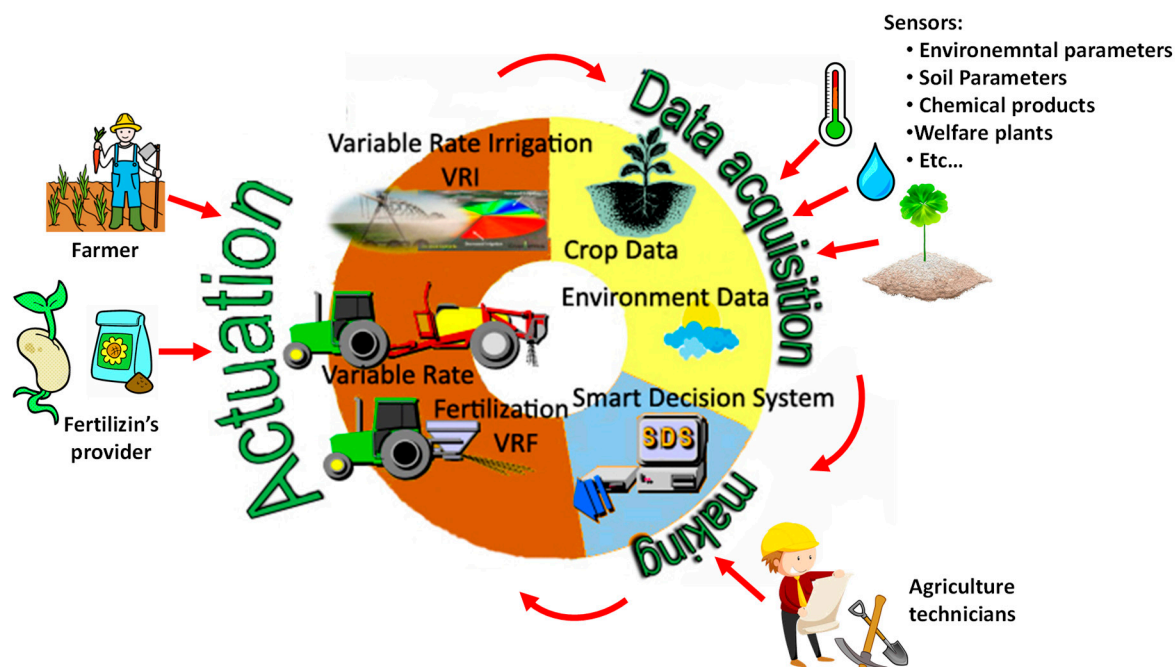 Sensors:
• Environemntal parameters
• Soil Parameters
• Chemical products
•Welfare plants
• Etc...
Data acquisition
Variable Rate Irrigation
VRI
Crop Data
Environment Data
Farmer
Actuation
Variable Rate
Fertilization
VRF
Smart Decision System
SDS
making
Fertilizin's
provider
Agriculture
technicians